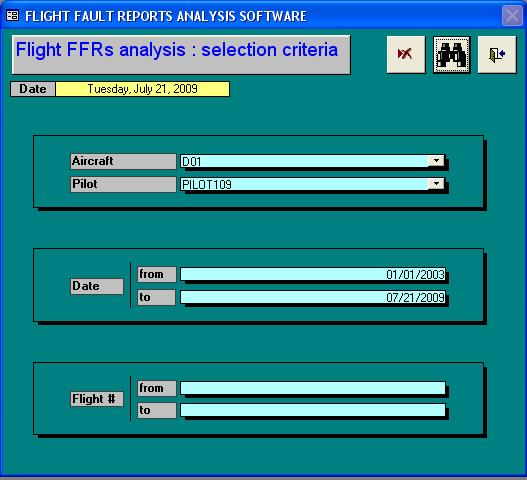 FLIGHT FAULT REPORTS ANALYSIS SOFTWARE
Flight FFRs analysis : selection criteria
Date Tuesday, July 21, 2009
Aircraft D01
Pilot PILOT109
from 01/01/2003
Date
to 07/21/2009
from
Flight #
to